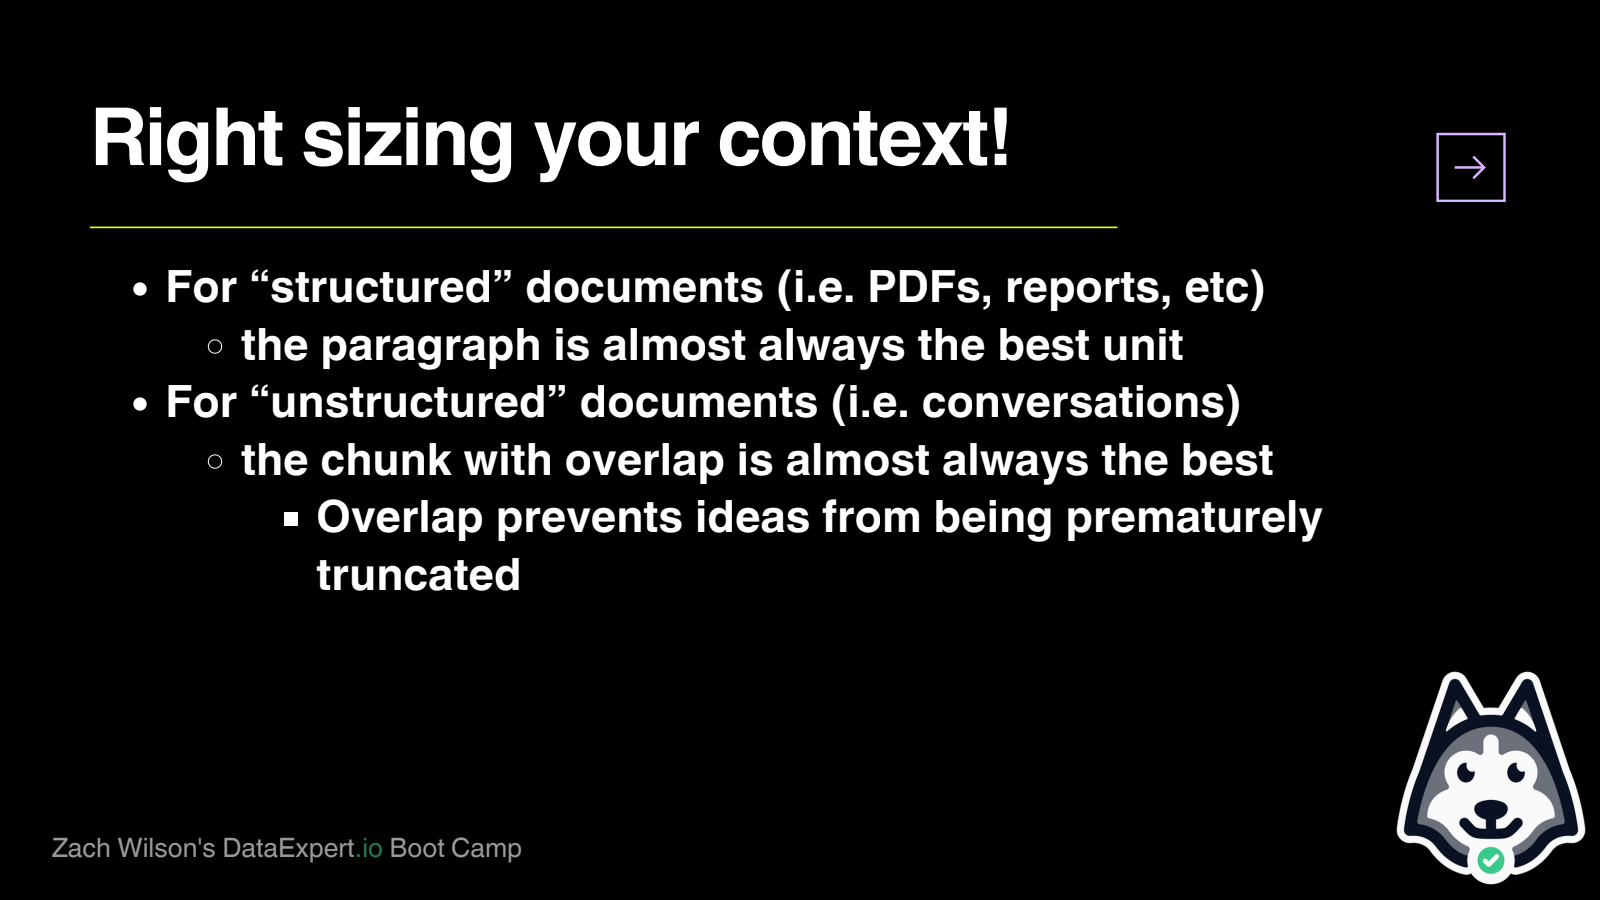 Right sizing your context!
For “structured” documents (i.e. PDFs, reports, etc)
the paragraph is almost always the best unit
For “unstructured” documents (i.e. conversations)
the chunk with overlap is almost always the best
Overlap prevents ideas from being prematurely
truncated
Zach Wilson's DataExpert.io Boot Camp